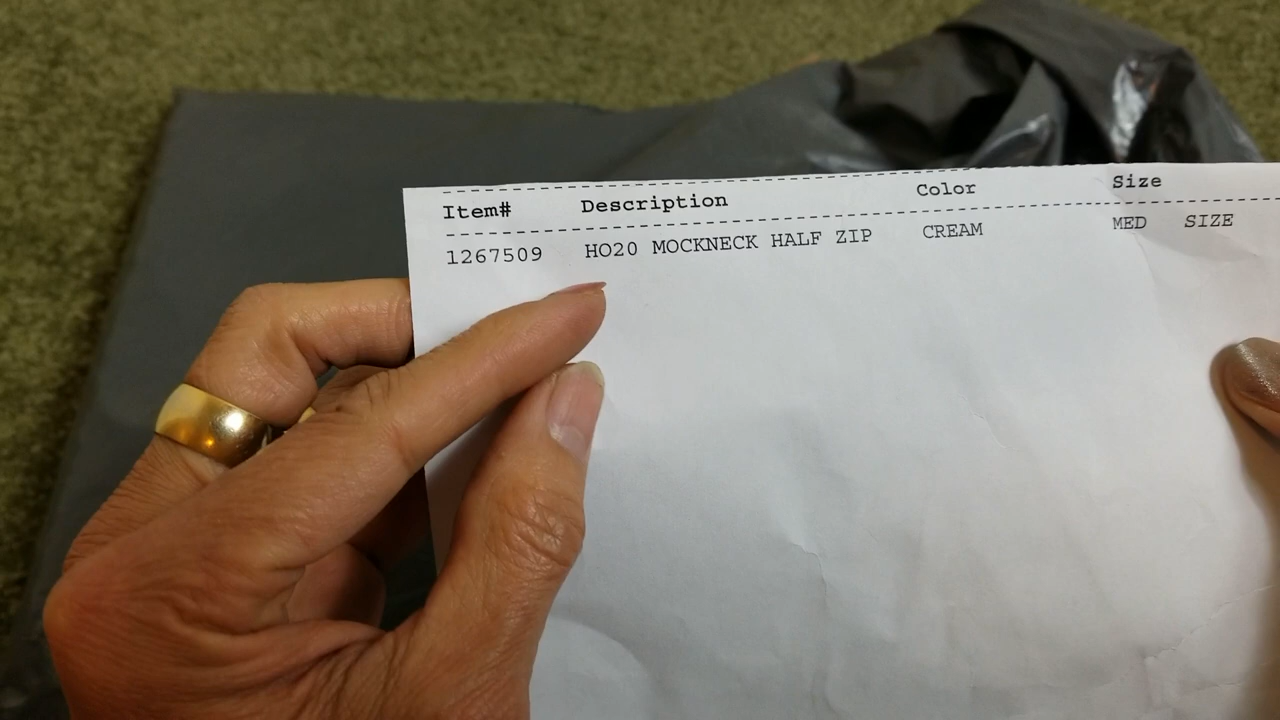 Item# Description Color Size
1267509 HO20 MOCKNECK HALF ZIP CREAM MED SIZE